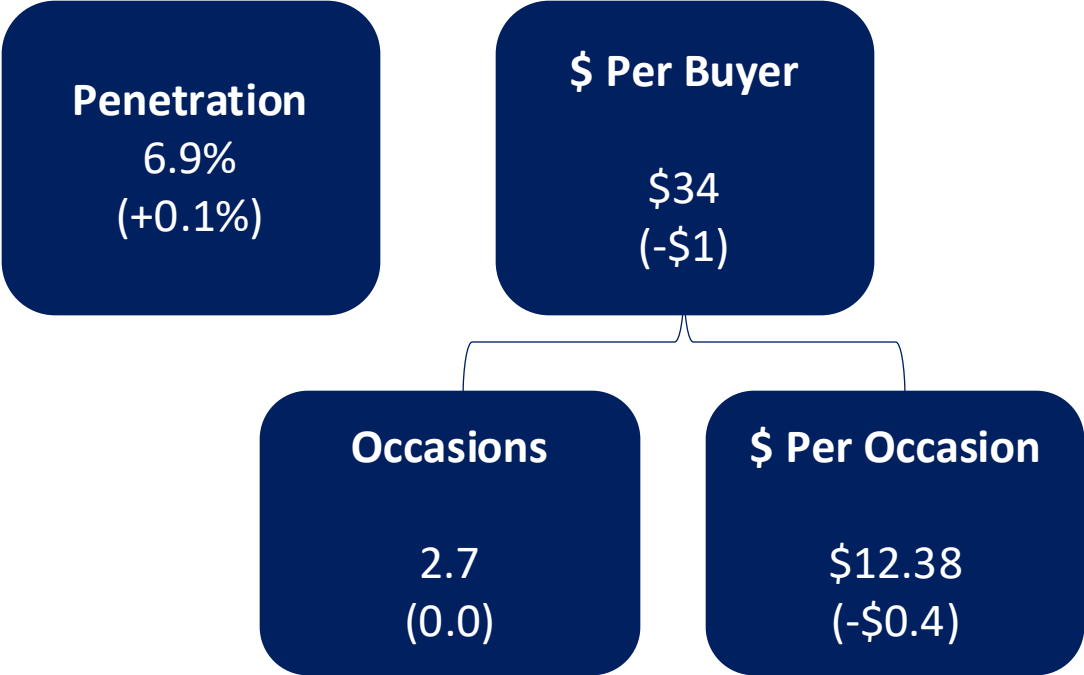 Penetration
6.9%
(+0.1%)
$ Per Buyer
$34
(-$1)
Occasions
2.7
(0.0)
$ Per Occasion
$12.38
(-$0.4)